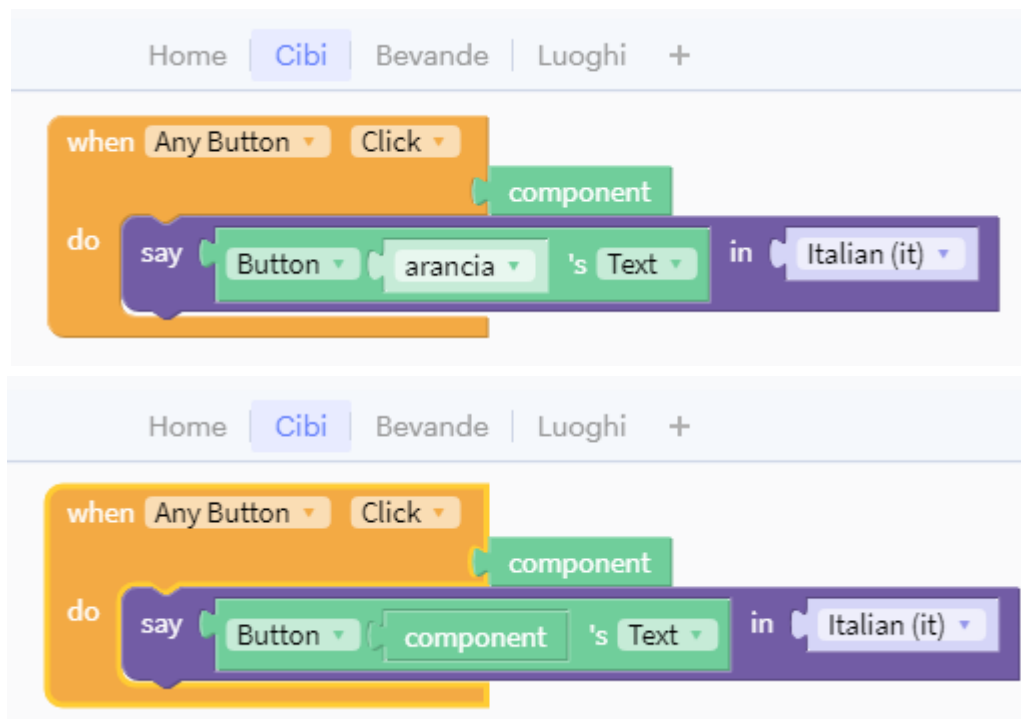 Home Cibi Bevande Luoghi +
when Any Button Click
component
do say Button arancia 's Text in Italian (it)
Home Cibi Bevande Luoghi +
when Any Button Click
component
do say Button component 's Text in Italian (it)